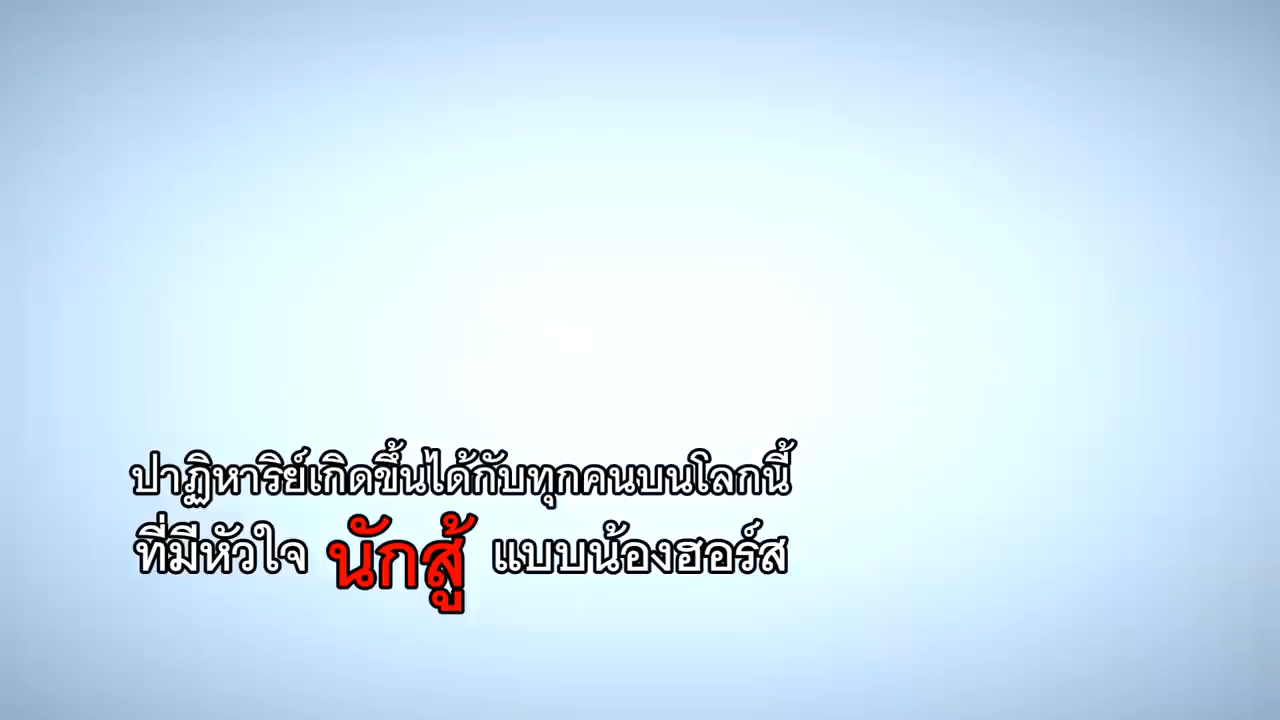 ปาฏิหาริย์เกิดขึ้นได้กับทุกคนบนโลกนี้
ที่มีหัวใจ นักสู้ แบบน้องฮอร์ส